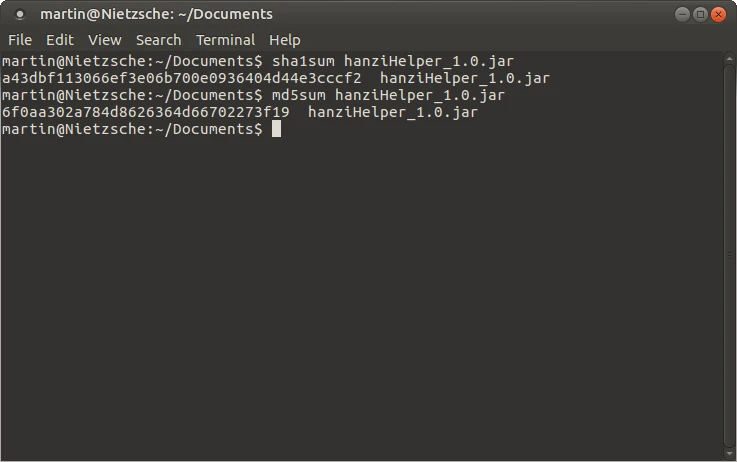 martin@Nietzsche: ~/Documents
File Edit View Search Terminal Help
martin@Nietzsche:~/Documents$ sha1sum hanziHelper_1.0.jar
a43dbf113066ef3e06b700e0936404d44e3cccf2  hanziHelper_1.0.jar
martin@Nietzsche:~/Documents$ md5sum hanziHelper_1.0.jar
6f0aa302a784d8626364d66702273f19  hanziHelper_1.0.jar
martin@Nietzsche:~/Documents$